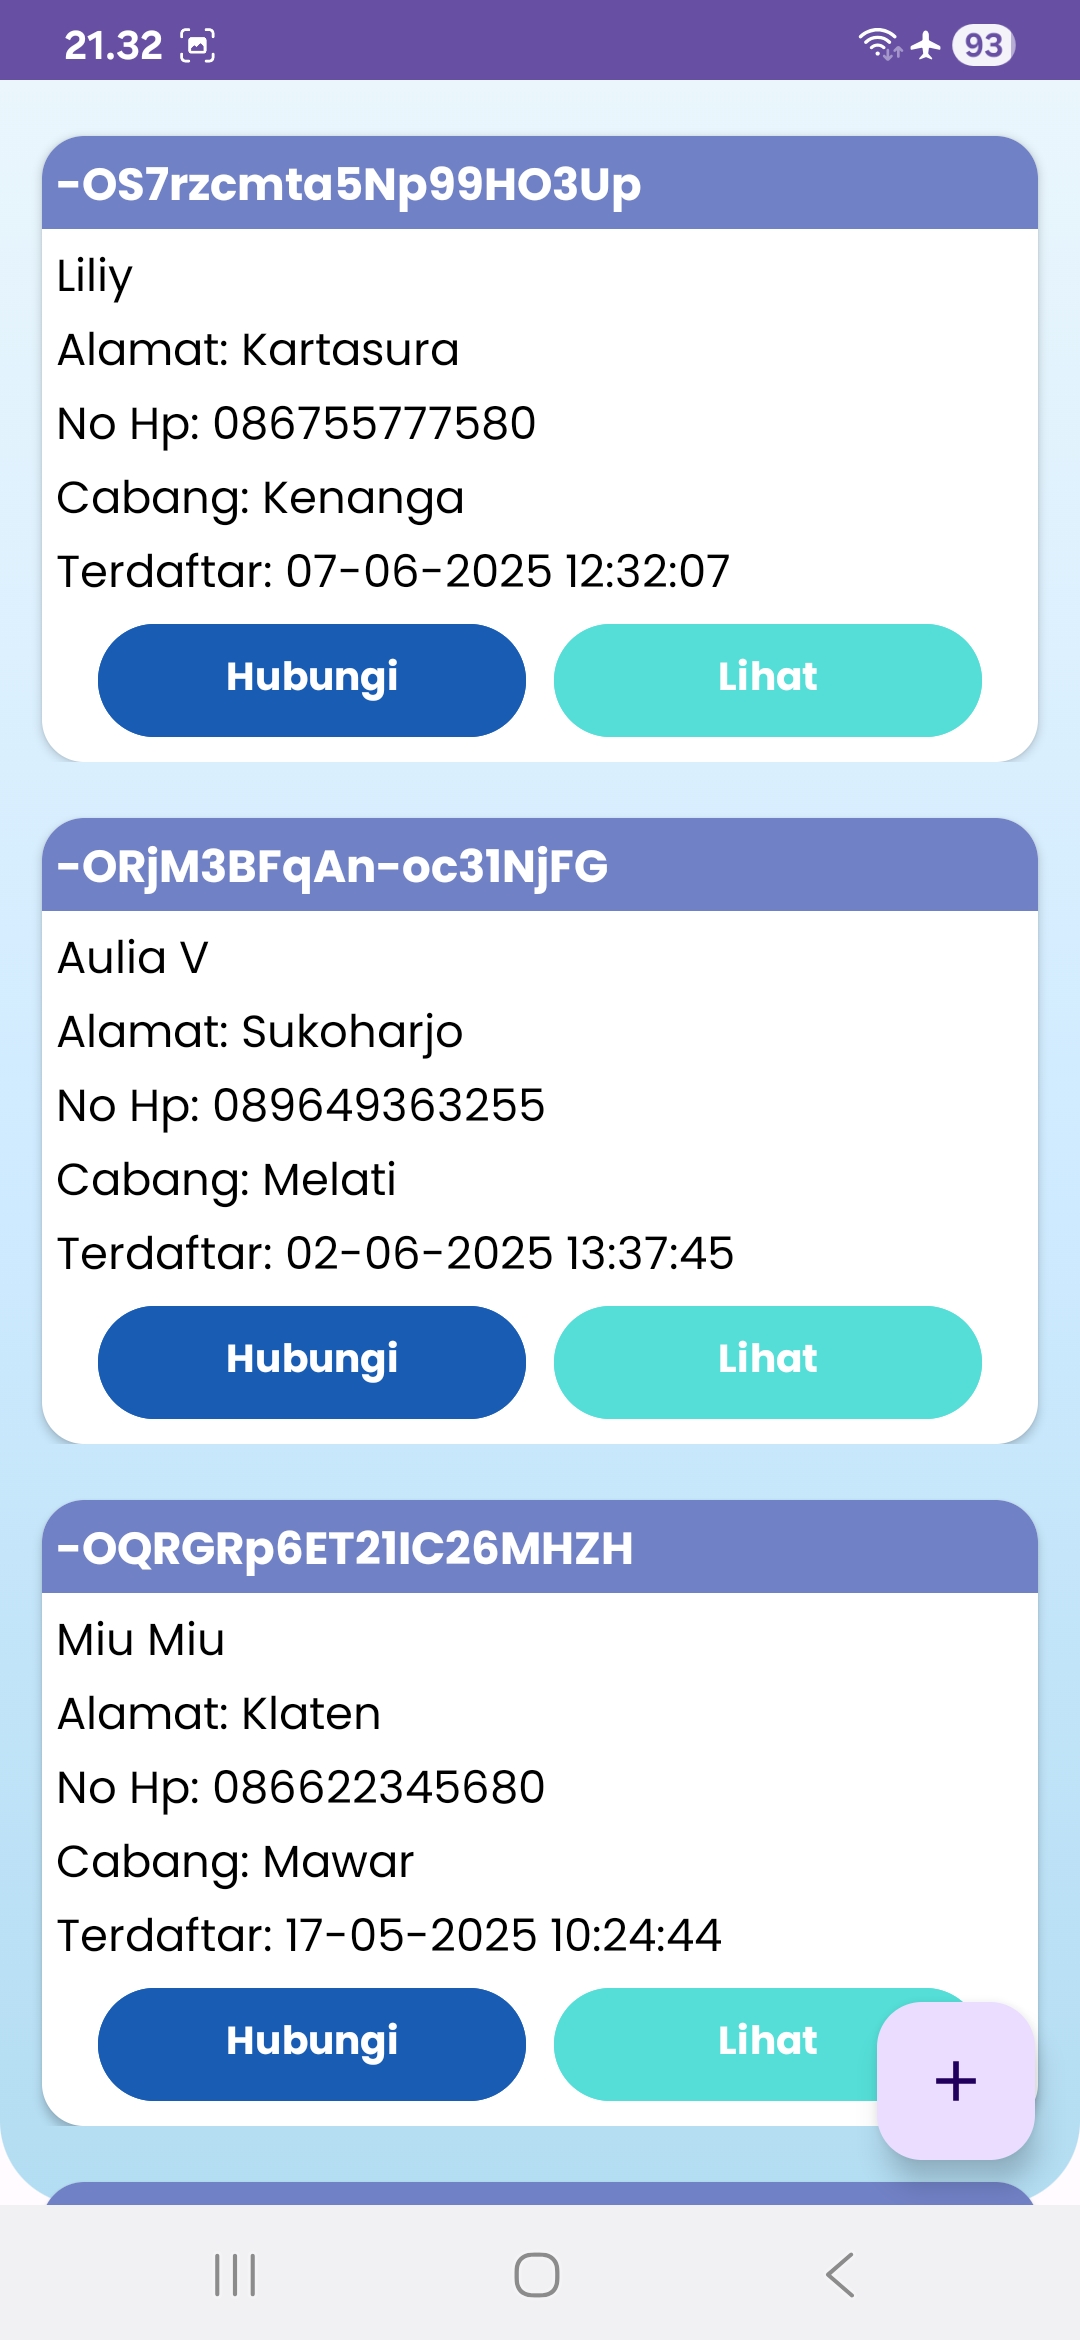 21.32
93
-OS7rzcmta5Np99HO3Up
Liliy
Alamat: Kartasura
No Hp: 086755777580
Cabang: Kenanga
Terdaftar: 07-06-2025 12:32:07
Hubungi Lihat
-ORjM3BFqAn-oc31NjFG
Aulia V
Alamat: Sukoharjo
No Hp: 089649363255
Cabang: Melati
Terdaftar: 02-06-2025 13:37:45
Hubungi Lihat
-OQRGRp6ET21IC26MHZH
Miu Miu
Alamat: Klaten
No Hp: 086622345680
Cabang: Mawar
Terdaftar: 17-05-2025 10:24:44
Hubungi Lihat
+